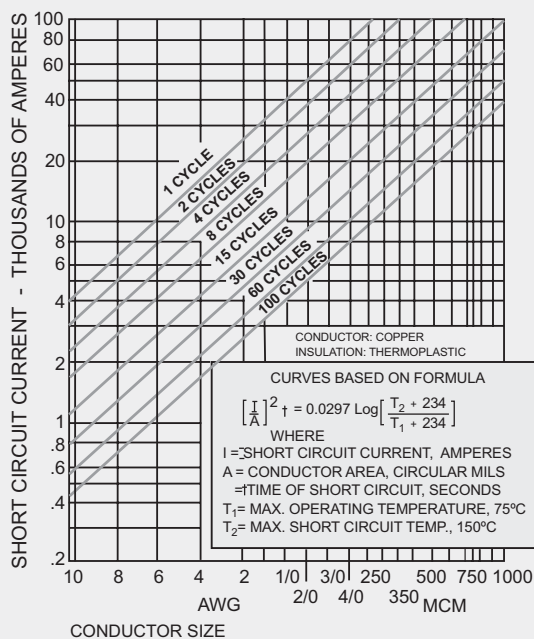 SHORT CIRCUIT CURRENT - THOUSANDS OF AMPERES
100
80
60
40
20
10
8
6
4
2
1
.8
.6
.4
.2
1 CYCLE
2 CYCLES
4 CYCLES
8 CYCLES
15 CYCLES
30 CYCLES
60 CYCLES
100 CYCLES
CONDUCTOR: COPPER
INSULATION: THERMOPLASTIC
CURVES BASED ON FORMULA
[I/A]² t = 0.0297 Log[T₂ + 234 / T₁ + 234]
WHERE
I = SHORT CIRCUIT CURRENT, AMPERES
A = CONDUCTOR AREA, CIRCULAR MILS
t = TIME OF SHORT CIRCUIT, SECONDS
T₁= MAX. OPERATING TEMPERATURE, 75ºC
T₂= MAX. SHORT CIRCUIT TEMP., 150ºC
10 8 6 4 2 1/0 3/0 250 500 750 1000
2/0 4/0 350
AWG MCM
CONDUCTOR SIZE